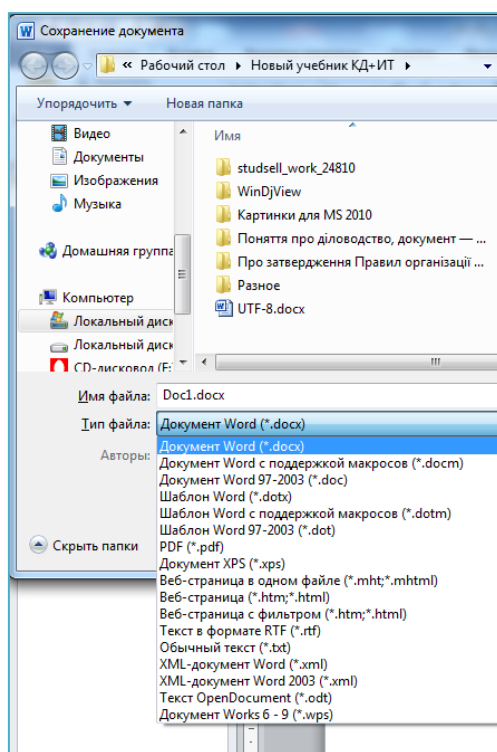 Сохранение документа
« Рабочий стол ▸ Новый учебник КД+ИТ ▸
Упорядочить ▾ Новая папка
Видео
Документы
Изображения
Музыка
Домашняя группа
Компьютер
Локальный диск
Локальный диск
CD-дисковод (F:
Имя
studsell_work_24810
WinDjView
Картинки для MS 2010
Поняття про діловодство, документ — ...
Про затвердження Правил організації ...
Разное
UTF-8.docx
Имя файла: Doc1.docx
Тип файла: Документ Word (*.docx)
Авторы:
Документ Word (*.docx)
Документ Word с поддержкой макросов (*.docm)
Документ Word 97-2003 (*.doc)
Шаблон Word (*.dotx)
Шаблон Word с поддержкой макросов (*.dotm)
Шаблон Word 97-2003 (*.dot)
PDF (*.pdf)
Документ XPS (*.xps)
Веб-страница в одном файле (*.mht;*.mhtml)
Веб-страница (*.htm;*.html)
Веб-страница с фильтром (*.htm;*.html)
Текст в формате RTF (*.rtf)
Обычный текст (*.txt)
XML-документ Word (*.xml)
XML-документ Word 2003 (*.xml)
Текст OpenDocument (*.odt)
Документ Works 6 - 9 (*.wps)
Скрыть папки